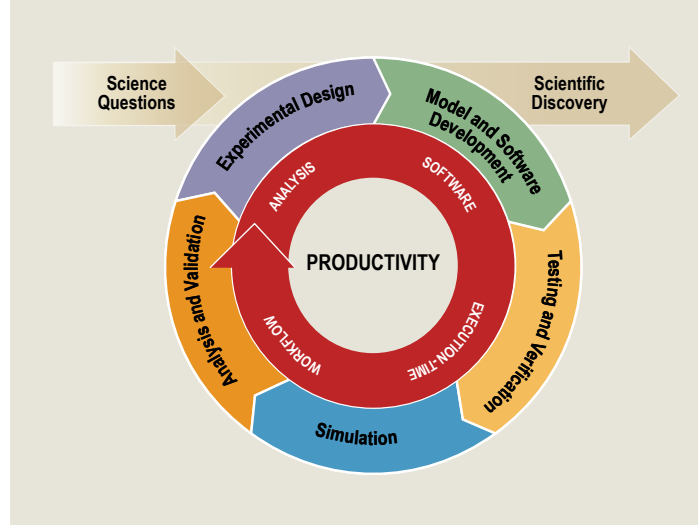 Science
Questions
Scientific
Discovery
Experimental Design
Model and Software
Development
Testing and Verification
Simulation
Analysis and Validation
ANALYSIS
SOFTWARE
EXECUTION-TIME
WORKFLOW
PRODUCTIVITY